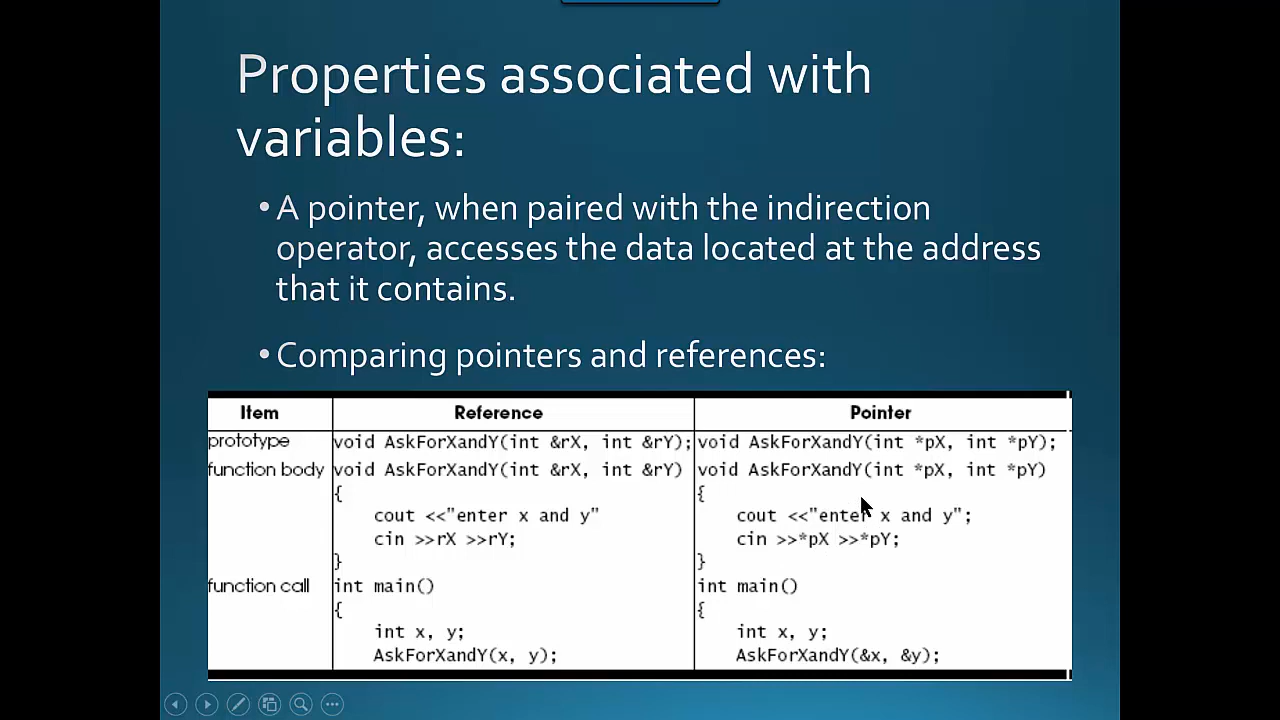 Properties associated with
variables:
• A pointer, when paired with the indirection
operator, accesses the data located at the address
that it contains.
• Comparing pointers and references:
Item Reference Pointer
prototype void AskForXandY(int &rX, int &rY); void AskForXandY(int *pX, int *pY);
function body void AskForXandY(int &rX, int &rY) void AskForXandY(int *pX, int *pY)
{ {
cout <<"enter x and y" cout <<"enter x and y";
cin >>rX >>rY; cin >>*pX >>*pY;
} }
function call int main() int main()
{ {
int x, y; int x, y;
AskForXandY(x, y); AskForXandY(&x, &y);